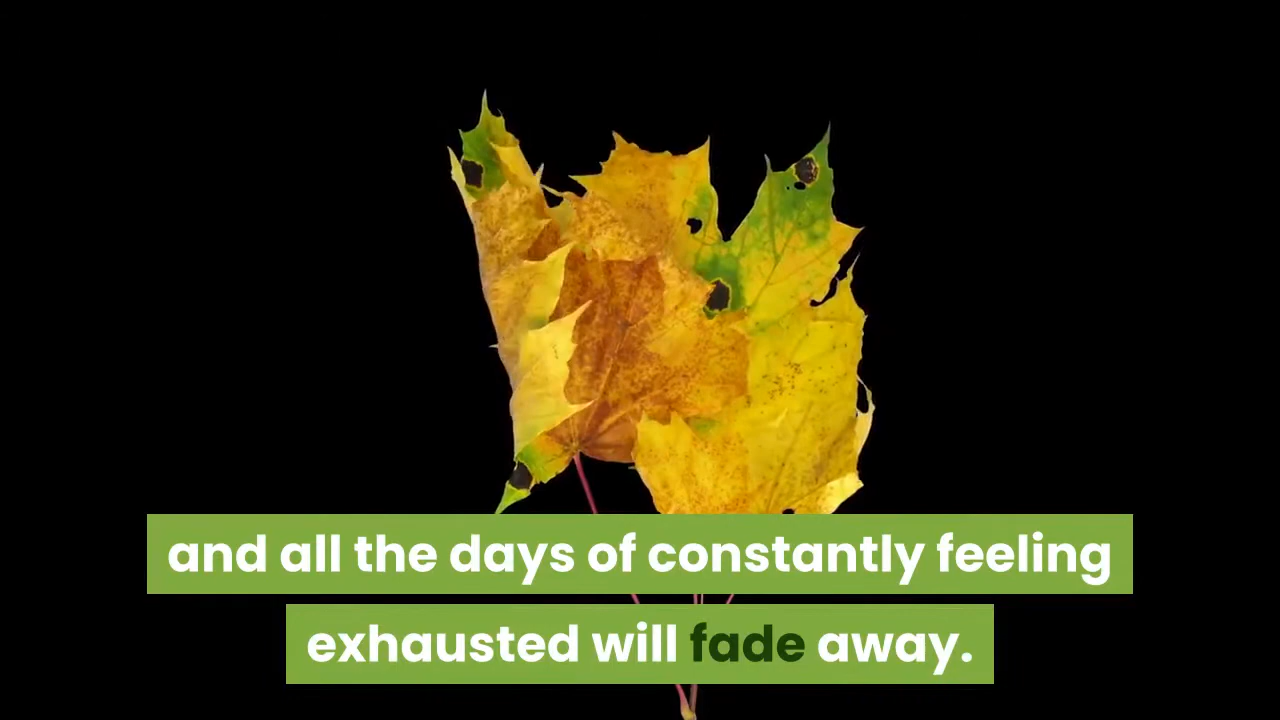 and all the days of constantly feeling
exhausted will fade away.